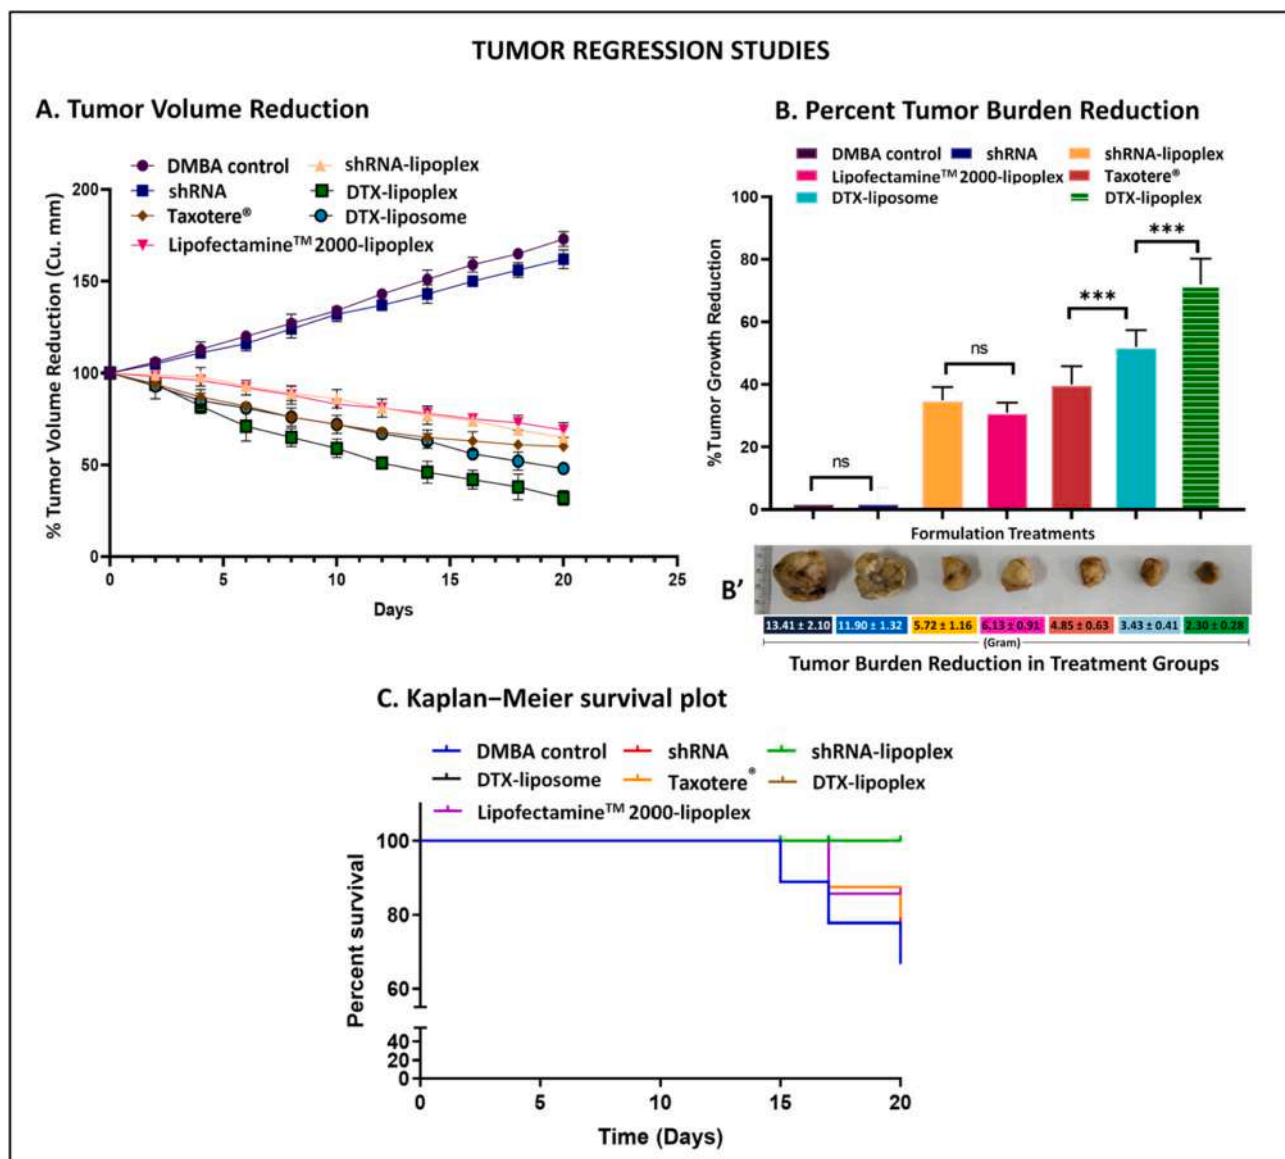 TUMOR REGRESSION STUDIES
A. Tumor Volume Reduction
DMBA control
shRNA-lipoplex
shRNA
DTX-lipoplex
Taxotere®
DTX-liposome
Lipofectamine™ 2000-lipoplex
% Tumor Volume Reduction (Cu. mm)
200
150
100
50
0
0 5 10 15 20 25
Days
B. Percent Tumor Burden Reduction
DMBA control shRNA shRNA-lipoplex
Lipofectamine™ 2000-lipoplex Taxotere®
DTX-liposome DTX-lipoplex
%Tumor Growth Reduction
100
80
60
40
20
0
ns
ns
***
***
Formulation Treatments
B'
13.41 ± 2.10 11.90 ± 1.32 5.72 ± 1.16 6.13 ± 0.91 4.85 ± 0.63 3.43 ± 0.41 2.30 ± 0.28
(Gram)
Tumor Burden Reduction in Treatment Groups
C. Kaplan–Meier survival plot
DMBA control shRNA shRNA-lipoplex
DTX-liposome Taxotere® DTX-lipoplex
Lipofectamine™ 2000-lipoplex
Percent survival
100
80
60
40
20
0
0 5 10 15 20
Time (Days)